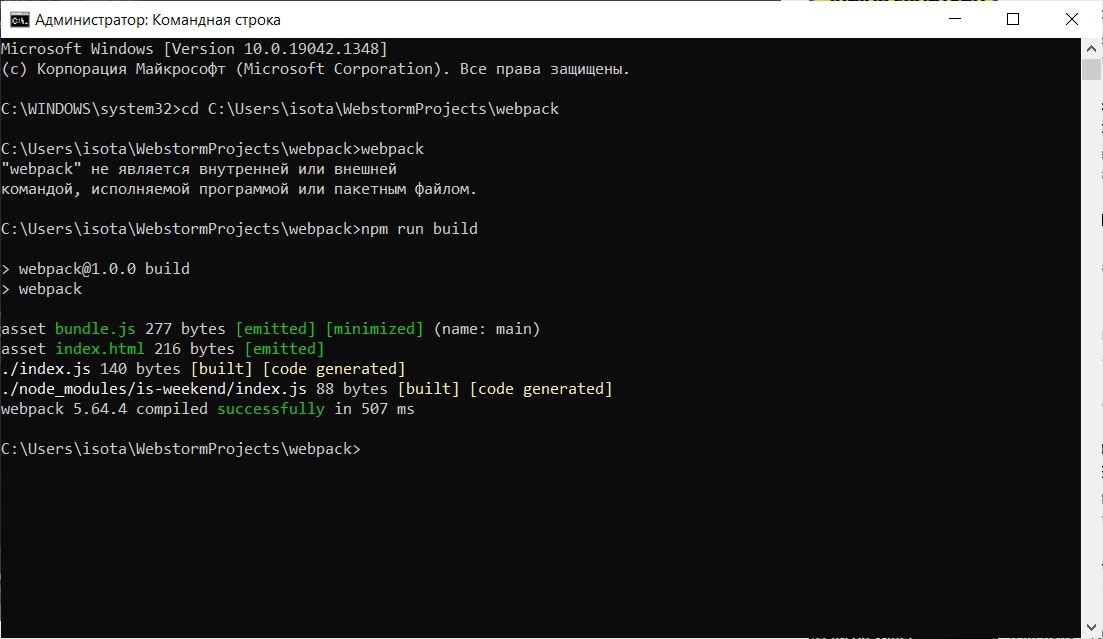 Администратор: Командная строка
Microsoft Windows [Version 10.0.19042.1348]
(c) Корпорация Майкрософт (Microsoft Corporation). Все права защищены.
C:\WINDOWS\system32>cd C:\Users\isota\WebstormProjects\webpack
C:\Users\isota\WebstormProjects\webpack>webpack
"webpack" не является внутренней или внешней
командой, исполняемой программой или пакетным файлом.
C:\Users\isota\WebstormProjects\webpack>npm run build
> webpack@1.0.0 build
> webpack
asset bundle.js 277 bytes [emitted] [minimized] (name: main)
asset index.html 216 bytes [emitted]
./index.js 140 bytes [built] [code generated]
./node_modules/is-weekend/index.js 88 bytes [built] [code generated]
webpack 5.64.4 compiled successfully in 507 ms
C:\Users\isota\WebstormProjects\webpack>